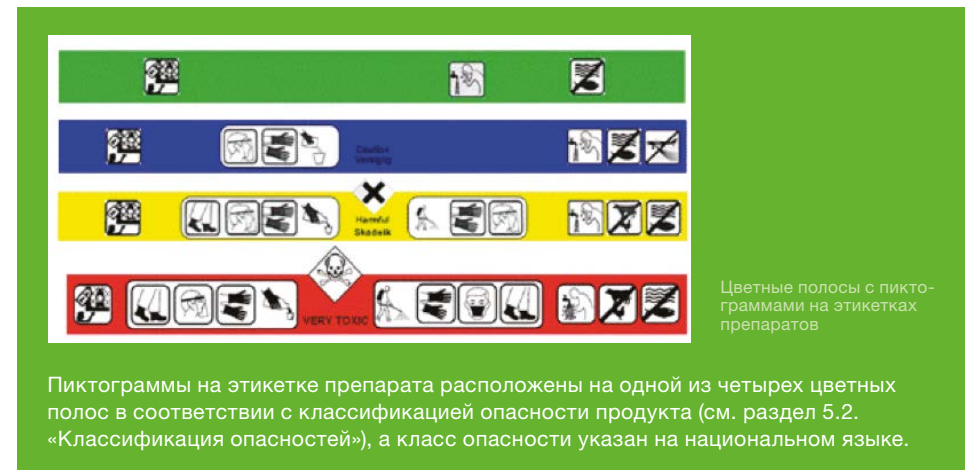 Caution
Versigtig
Harmful
Skadelik
VERY TOXIC
Цветные полосы с пикто-
граммами на этикетках
препаратов
Пиктограммы на этикетке препарата расположены на одной из четырех цветных
полос в соответствии с классификацией опасности продукта (см. раздел 5.2.
«Классификация опасностей»), а класс опасности указан на национальном языке.